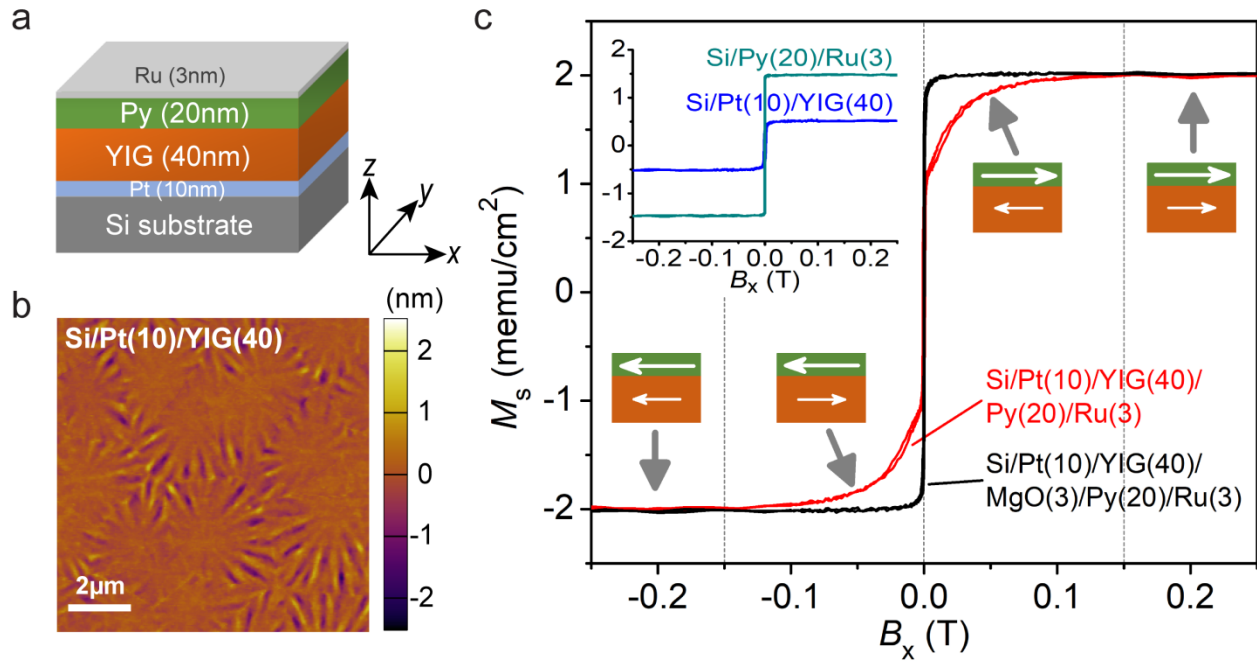 a
Ru (3nm)
Py (20nm)
YIG (40nm)
Pt (10nm)
Si substrate
z
y
x
b
(nm)
Si/Pt(10)/YIG(40)
2µm
2
1
0
-1
-2
c
Si/Py(20)/Ru(3)
Si/Pt(10)/YIG(40)
2
1
0
-1
-2
-0.2 -0.1 0.0 0.1 0.2
Bx (T)
Ms (memu/cm²)
2
1
0
-1
-2
Si/Pt(10)/YIG(40)/
Py(20)/Ru(3)
Si/Pt(10)/YIG(40)/
MgO(3)/Py(20)/Ru(3)
-0.2 -0.1 0.0 0.1 0.2
Bx (T)